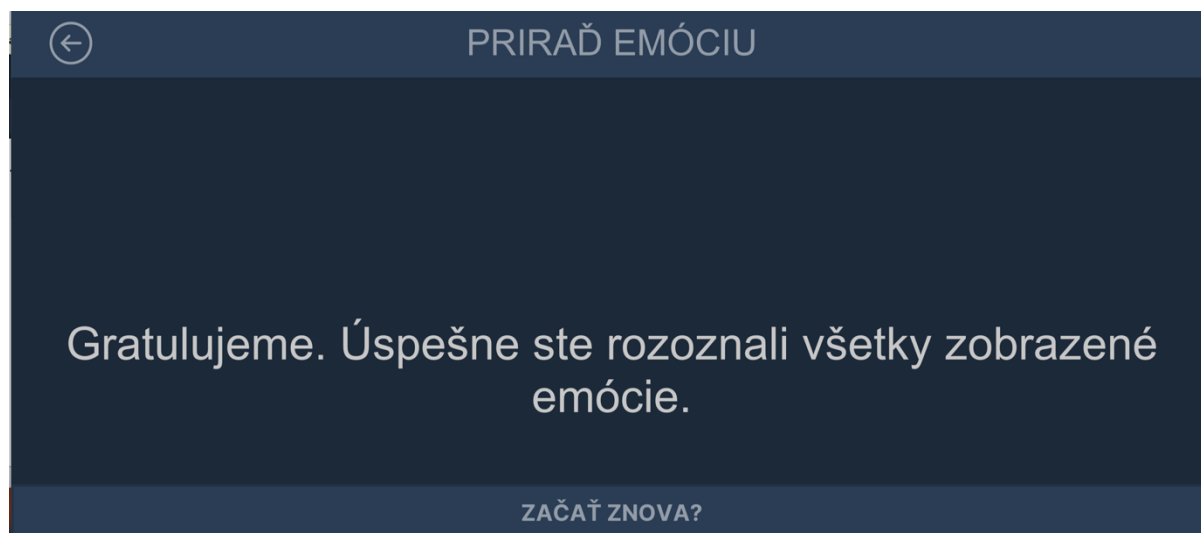 PRIRAĎ EMÓCIU
Gratulujeme. Úspešne ste rozoznali všetky zobrazené
emócie.
ZAČAŤ ZNOVA?